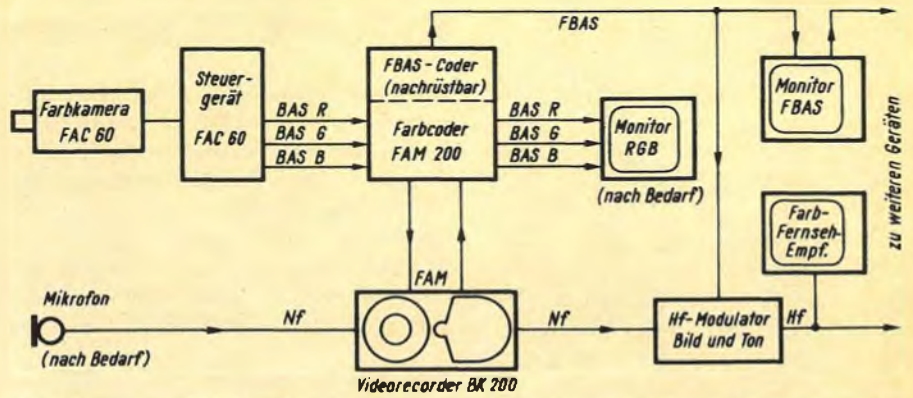 FBAS
Farbkamera
FAC 60
Steuer-
gerät
FAC 60
BAS R
BAS G
BAS B
FBAS-Coder
(nachrüstbar)
Farbcoder
FAM 200
BAS R
BAS G
BAS B
Monitor
RGB
(nach Bedarf)
Monitor
FBAS
zu weiteren Geräten
Farb-
Fernseh-
Empf.
FAM
Mikrofon
(nach Bedarf)
Nf
Nf
Hf-Modulator
Bild und Ton
Hf
Videorecorder BK 200